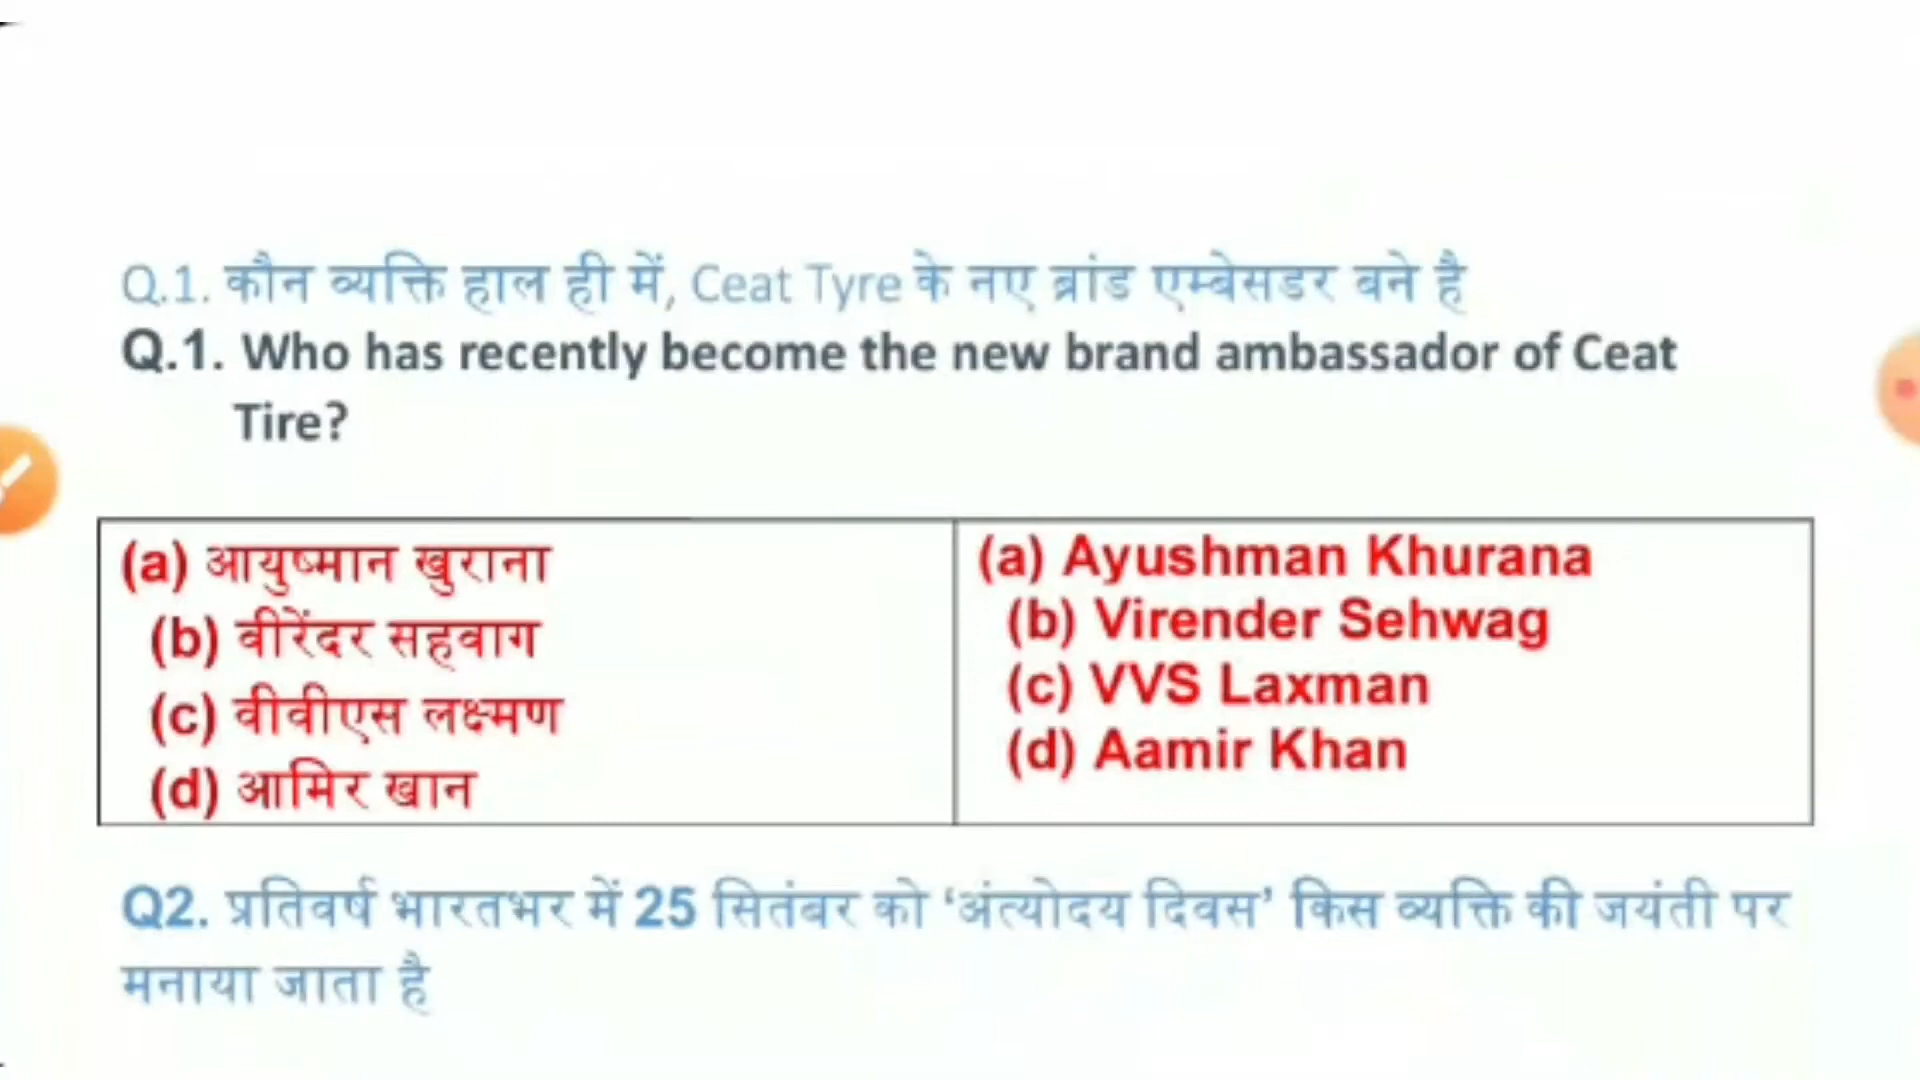 Q.1. कौन व्यक्ति हाल ही में, Ceat Tyre के नए ब्रांड एम्बेसडर बने है
Q.1. Who has recently become the new brand ambassador of Ceat
Tire?
(a) आयुष्मान खुराना
(b) वीरेंदर सहवाग
(c) वीवीएस लक्ष्मण
(d) आमिर खान
(a) Ayushman Khurana
(b) Virender Sehwag
(c) VVS Laxman
(d) Aamir Khan
Q2. प्रतिवर्ष भारतभर में 25 सितंबर को ‘अंत्योदय दिवस’ किस व्यक्ति की जयंती पर
मनाया जाता है